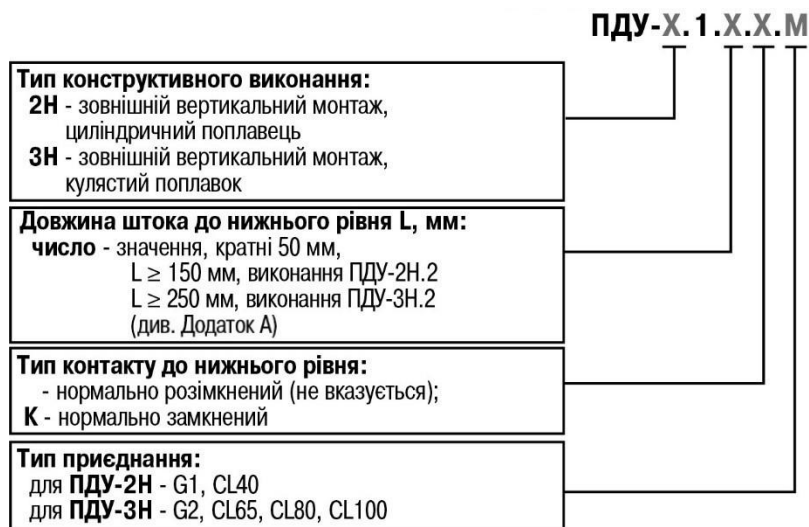 ПДУ-Х.1.Х.Х.М
Тип конструктивного виконання:
2Н - зовнішній вертикальний монтаж,
циліндричний поплавець
3Н - зовнішній вертикальний монтаж,
кулястий поплавок
Довжина штока до нижнього рівня L, мм:
число - значення, кратні 50 мм,
L ≥ 150 мм, виконання ПДУ-2Н.2
L ≥ 250 мм, виконання ПДУ-3Н.2
(див. Додаток А)
Тип контакту до нижнього рівня:
- нормально розімкнений (не вказується);
К - нормально замкнений
Тип приєднання:
для ПДУ-2Н - G1, CL40
для ПДУ-3Н - G2, CL65, CL80, CL100